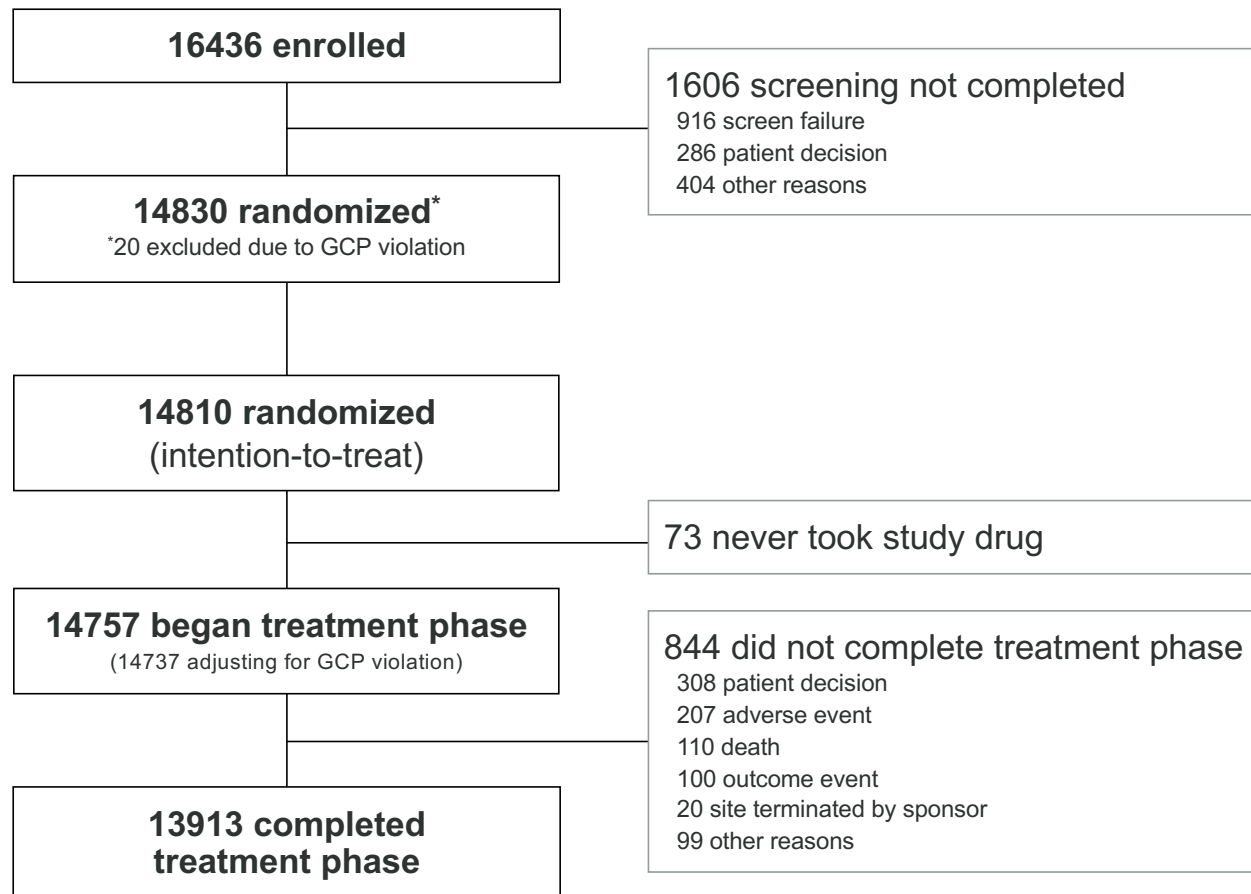 16436 enrolled
1606 screening not completed
916 screen failure
286 patient decision
404 other reasons
14830 randomized*
*20 excluded due to GCP violation
14810 randomized
(intention-to-treat)
73 never took study drug
14757 began treatment phase
(14737 adjusting for GCP violation)
844 did not complete treatment phase
308 patient decision
207 adverse event
110 death
100 outcome event
20 site terminated by sponsor
99 other reasons
13913 completed
treatment phase